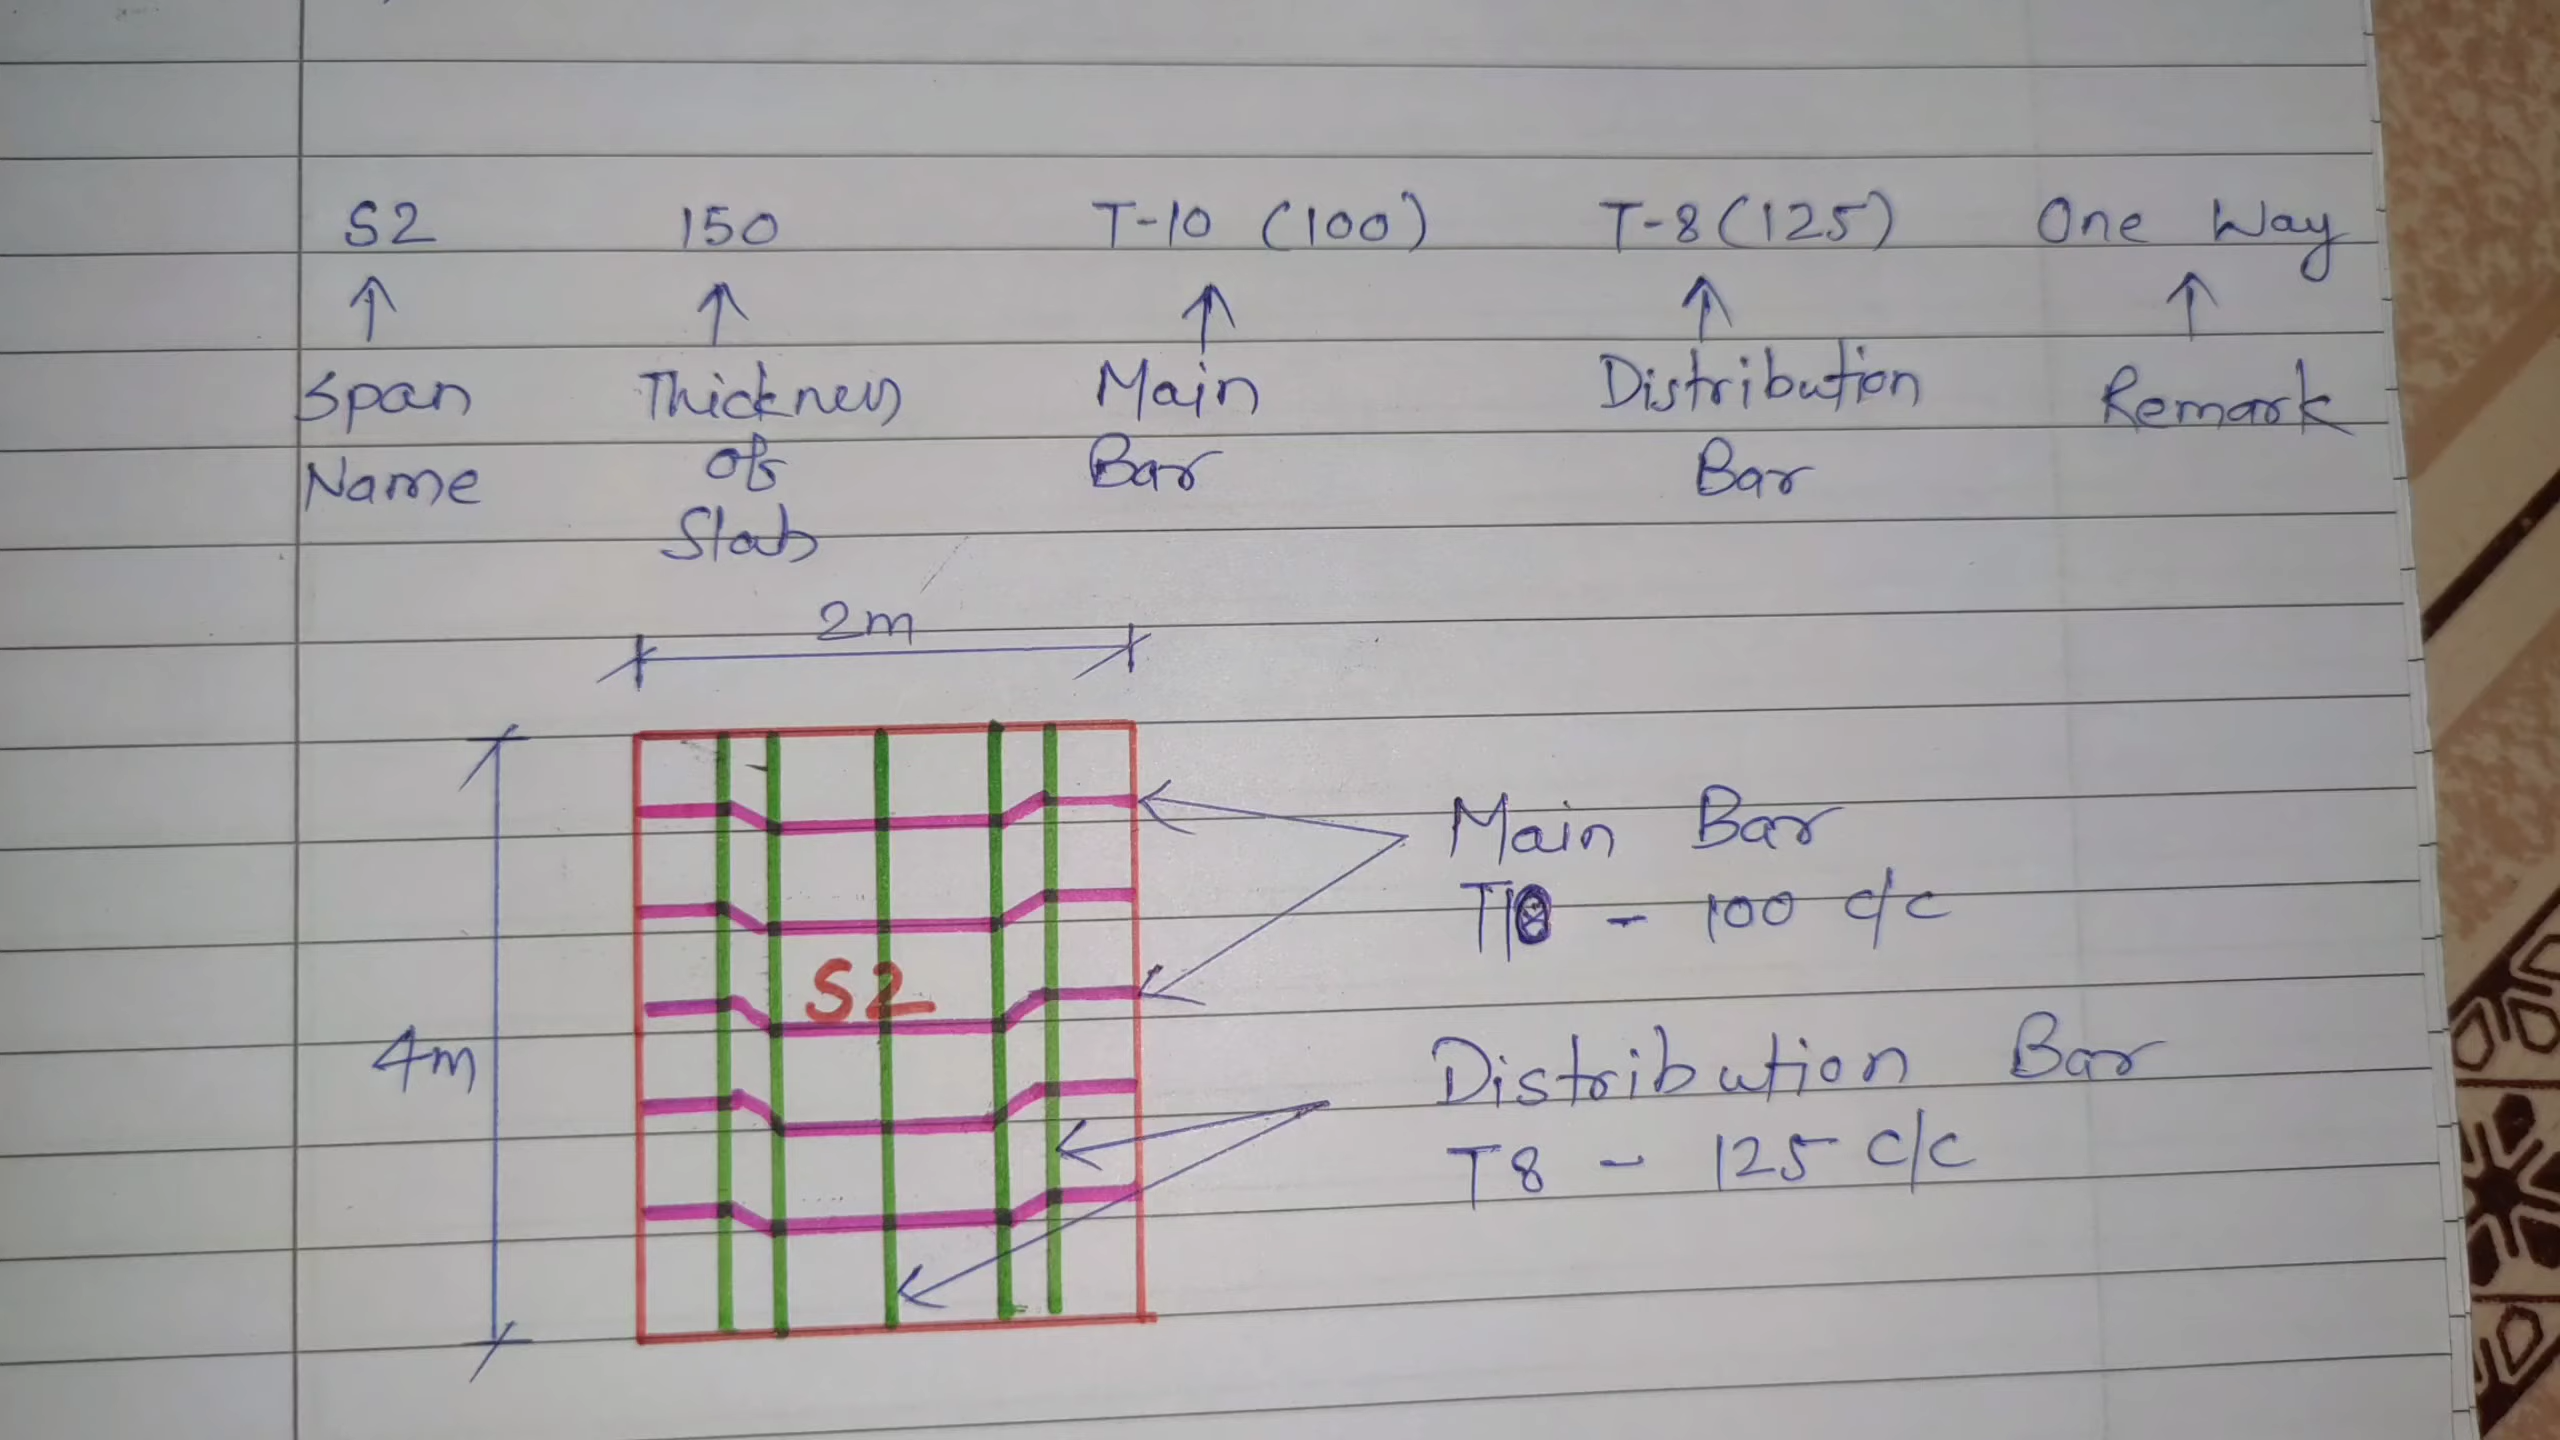 S2 150 T-10 (100) T-8 (125) One Way
Span Thickness Main Distribution Remark
Name of Bar Bar
Slab
2m
4m
S2
Main Bar
T10 - 100 c/c
Distribution Bar
T8 - 125 c/c